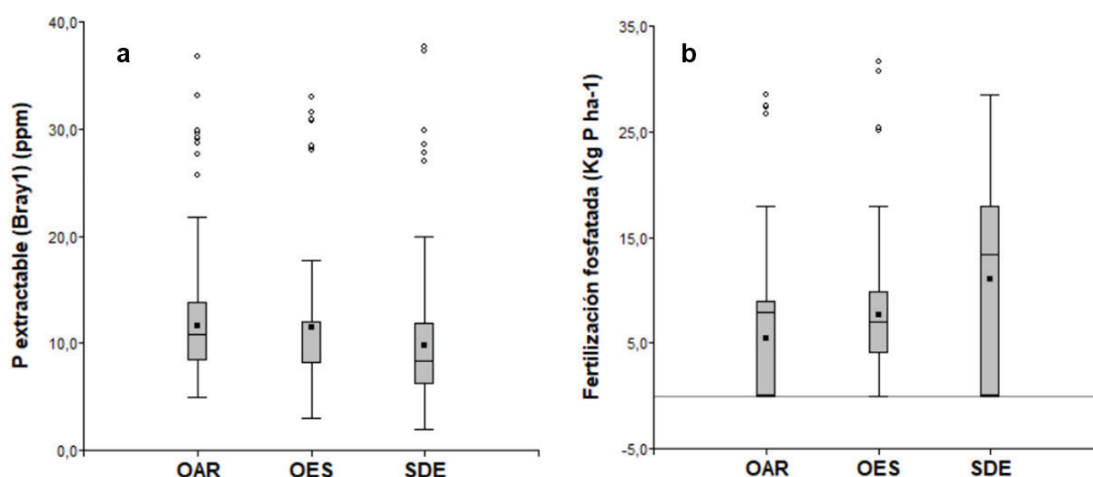 a
P extractable (Bray1) (ppm)
40,0
30,0
20,0
10,0
0,0
OAR OES SDE
b
Fertilización fosfatada (Kg P ha-1)
35,0
25,0
15,0
5,0
-5,0
OAR OES SDE